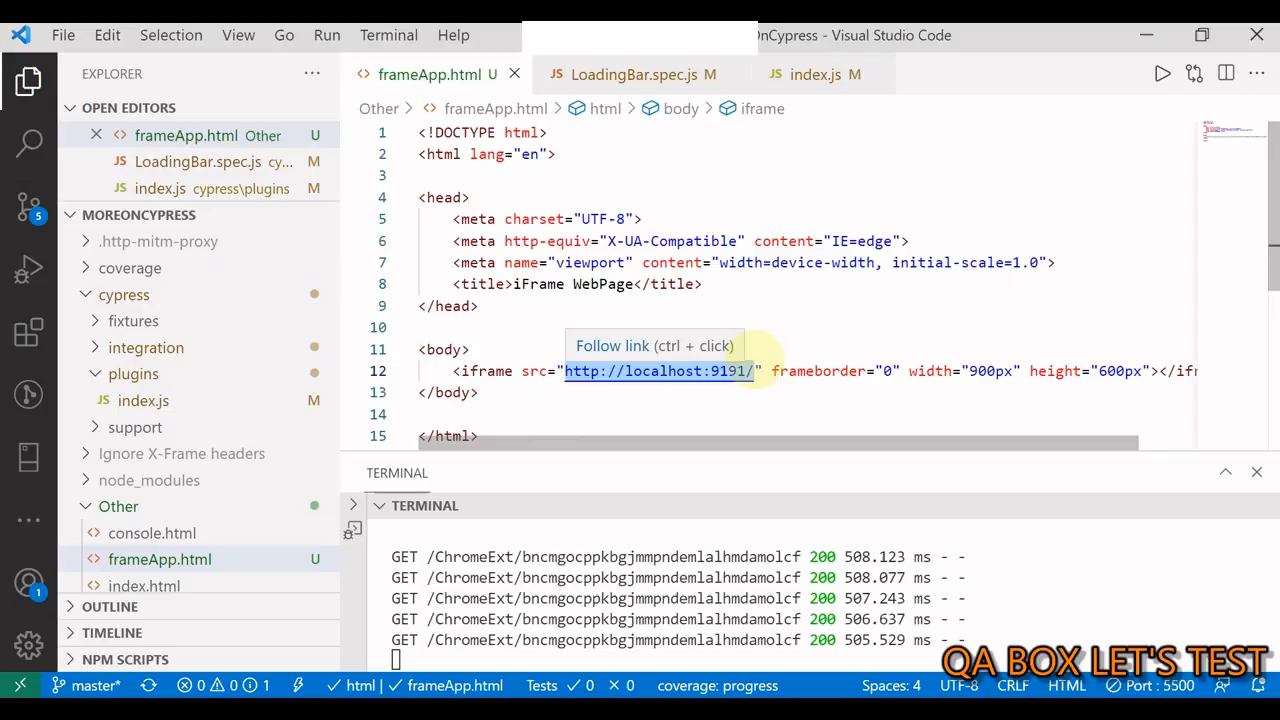 File Edit Selection View Go Run Terminal Help OnCypress - Visual Studio Code
EXPLORER
OPEN EDITORS
frameApp.html Other U
LoadingBar.spec.js cy... M
index.js cypress\plugins M
MOREONCYPRESS
.http-mitm-proxy
coverage
cypress
fixtures
integration
plugins
JS index.js M
support
Ignore X-Frame headers
node_modules
Other
console.html
frameApp.html U
index.html
OUTLINE
TIMELINE
NPM SCRIPTS
5
1
frameApp.html U JS LoadingBar.spec.js M JS index.js M
Other > frameApp.html > html > body > iframe
1 <!DOCTYPE html>
2 <html lang="en">
3
4 <head>
5 <meta charset="UTF-8">
6 <meta http-equiv="X-UA-Compatible" content="IE=edge">
7 <meta name="viewport" content="width=device-width, initial-scale=1.0">
8 <title>iFrame WebPage</title>
9 </head>
10
Follow link (ctrl + click)
11 <body>
12 <iframe src="http://localhost:9191/" frameborder="0" width="900px" height="600px"></ifr
13 </body>
14
15 </html>
TERMINAL
TERMINAL
GET /ChromeExt/bncmgocppkbgjmmpndemlalhmdamolcf 200 508.123 ms - -
GET /ChromeExt/bncmgocppkbgjmmpndemlalhmdamolcf 200 508.077 ms - -
GET /ChromeExt/bncmgocppkbgjmmpndemlalhmdamolcf 200 507.243 ms - -
GET /ChromeExt/bncmgocppkbgjmmpndemlalhmdamolcf 200 506.637 ms - -
GET /ChromeExt/bncmgocppkbgjmmpndemlalhmdamolcf 200 505.529 ms - -
QA BOX LET'S TEST
master* 0 0 1 html | frameApp.html Tests 0 0 coverage: progress Spaces: 4 UTF-8 CRLF HTML Port : 5500